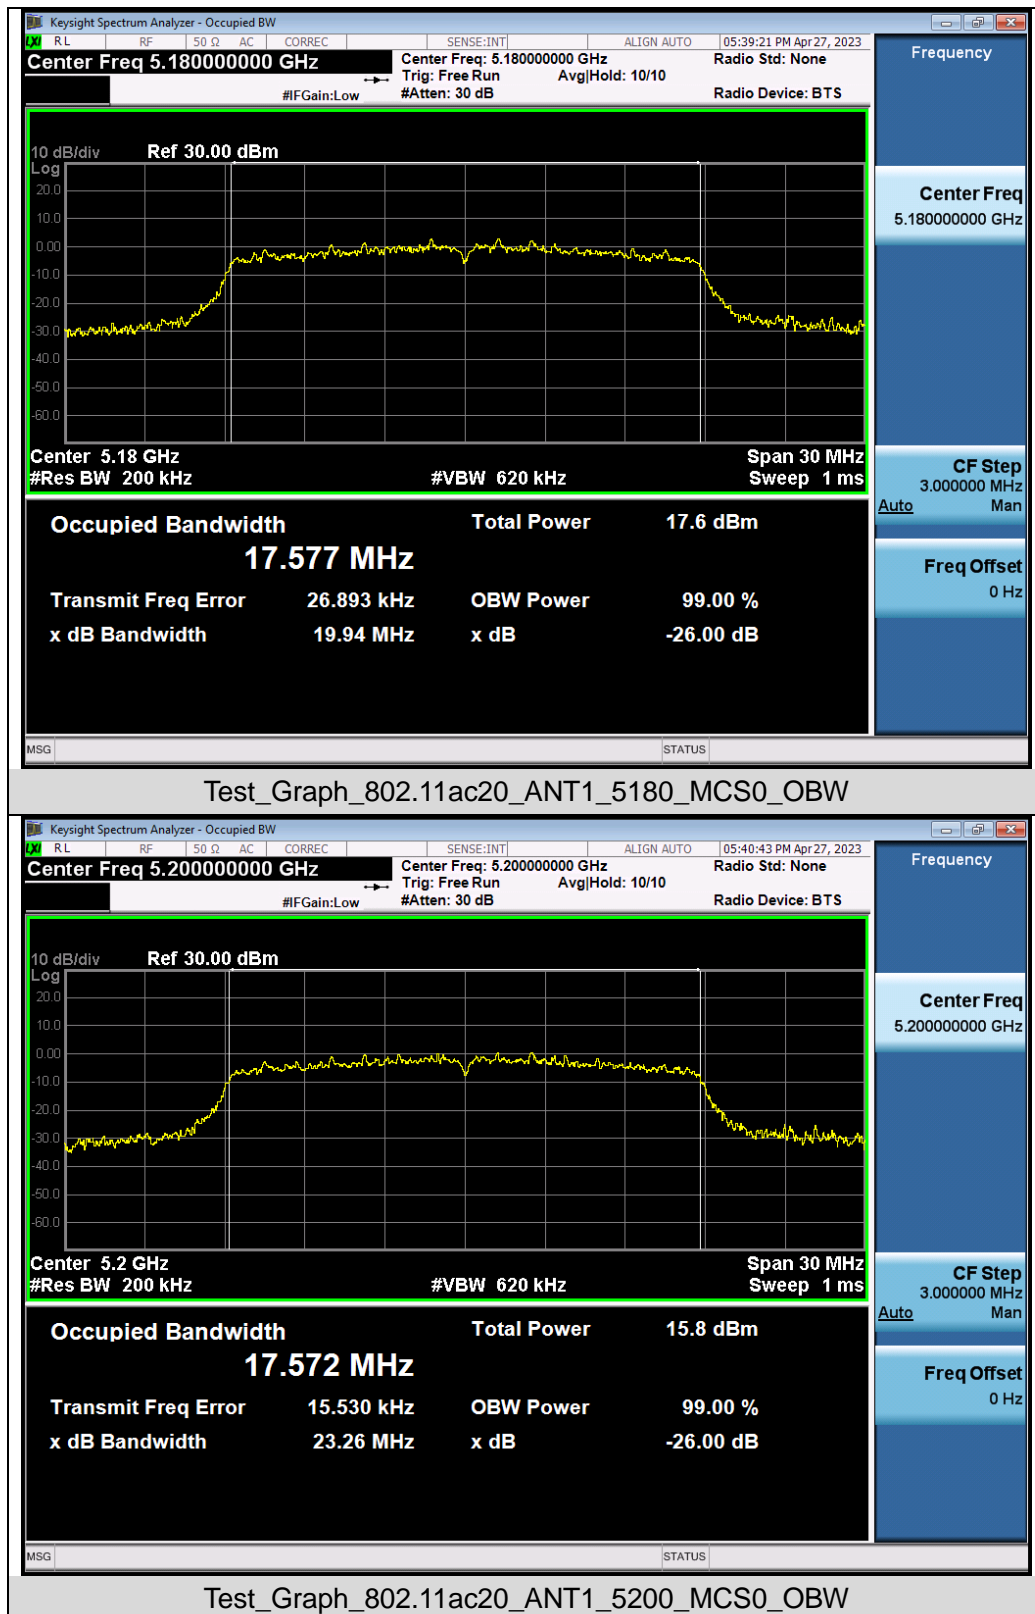 Keysight Spectrum Analyzer - Occupied BW
LXI RL RF 50 Ω AC CORREC SENSE:INT ALIGN AUTO 05:39:21 PM Apr 27, 2023
Center Freq 5.180000000 GHz
Center Freq: 5.180000000 GHz Radio Std: None
Trig: Free Run Avg|Hold: 10/10
#IFGain:Low #Atten: 30 dB Radio Device: BTS
Frequency
10 dB/div Ref 30.00 dBm
Log
20.0
10.0
0.00
-10.0
-20.0
-30.0
-40.0
-50.0
-60.0
Center Freq
5.180000000 GHz
Center 5.18 GHz Span 30 MHz
#Res BW 200 kHz #VBW 620 kHz Sweep 1 ms
CF Step
3.000000 MHz
Auto Man
Occupied Bandwidth Total Power 17.6 dBm
17.577 MHz
Freq Offset
0 Hz
Transmit Freq Error 26.893 kHz OBW Power 99.00 %
x dB Bandwidth 19.94 MHz x dB -26.00 dB
MSG STATUS
Test_Graph_802.11ac20_ANT1_5180_MCS0_OBW
Keysight Spectrum Analyzer - Occupied BW
LXI RL RF 50 Ω AC CORREC SENSE:INT ALIGN AUTO 05:40:43 PM Apr 27, 2023
Center Freq 5.200000000 GHz
Center Freq: 5.200000000 GHz Radio Std: None
Trig: Free Run Avg|Hold: 10/10
#IFGain:Low #Atten: 30 dB Radio Device: BTS
Frequency
10 dB/div Ref 30.00 dBm
Log
20.0
10.0
0.00
-10.0
-20.0
-30.0
-40.0
-50.0
-60.0
Center Freq
5.200000000 GHz
Center 5.2 GHz Span 30 MHz
#Res BW 200 kHz #VBW 620 kHz Sweep 1 ms
CF Step
3.000000 MHz
Auto Man
Occupied Bandwidth Total Power 15.8 dBm
17.572 MHz
Freq Offset
0 Hz
Transmit Freq Error 15.530 kHz OBW Power 99.00 %
x dB Bandwidth 23.26 MHz x dB -26.00 dB
MSG STATUS
Test_Graph_802.11ac20_ANT1_5200_MCS0_OBW